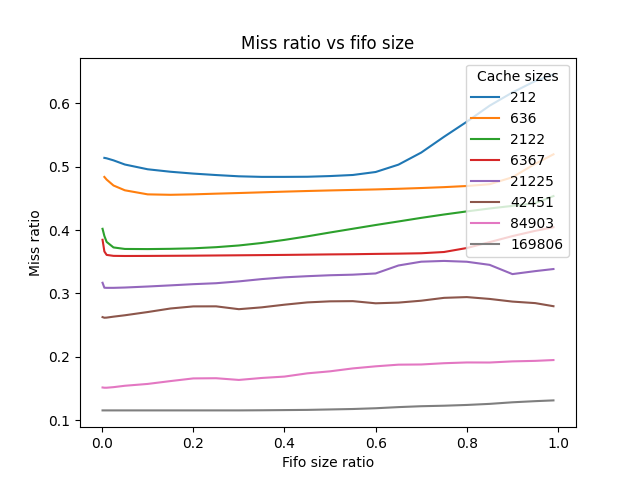 Miss ratio vs fifo size
Cache sizes
212
636
2122
6367
21225
42451
84903
169806
Miss ratio
0.6
0.5
0.4
0.3
0.2
0.1
0.0 0.2 0.4 0.6 0.8 1.0
Fifo size ratio